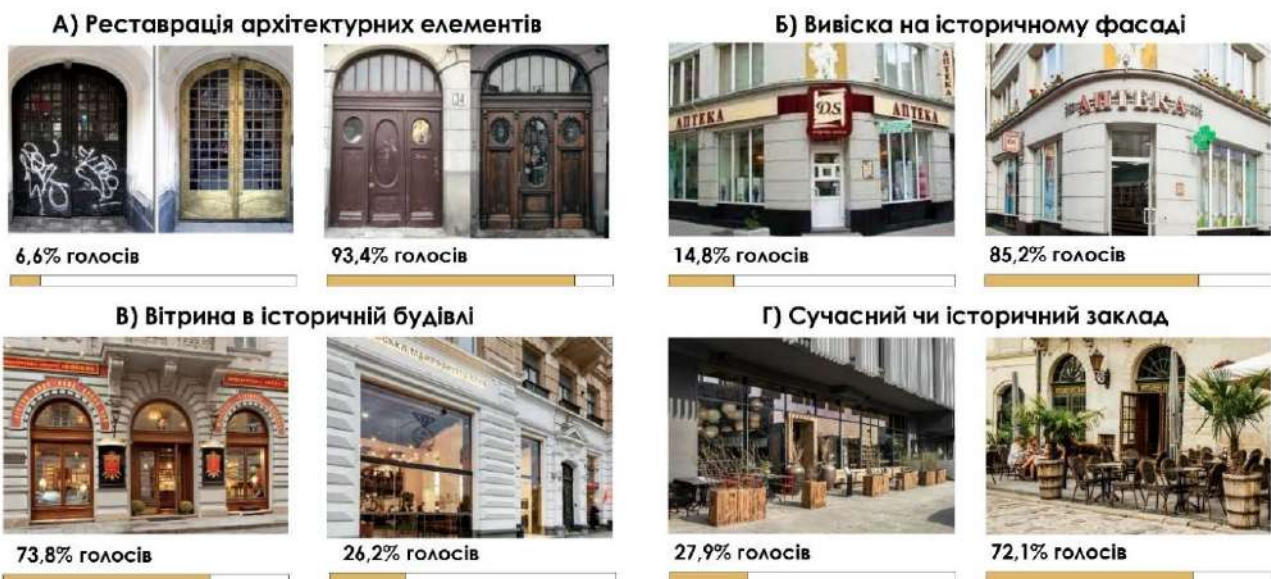 А) Реставрація архітектурних елементів
34
6,6% голосів
93,4% голосів
Б) Вивіска на історичному фасаді
АПТЕКА
D.S.
АПТЕКА
АПТЕКА
14,8% голосів
85,2% голосів
В) Вітрина в історичній будівлі
73,8% голосів
26,2% голосів
Г) Сучасний чи історичний заклад
27,9% голосів
72,1% голосів